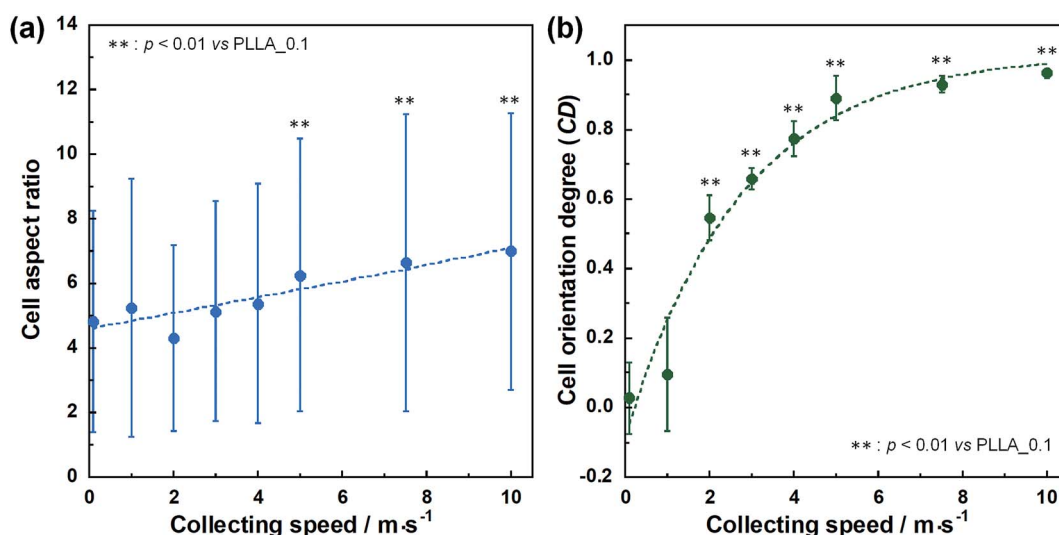 (a)
** : p < 0.01 vs PLLA_0.1
** ** **
Cell aspect ratio
14
12
10
8
6
4
2
0
0 2 4 6 8 10
Collecting speed / m·s⁻¹
(b)
** ** ** ** ** ** **
Cell orientation degree (CD)
1.0
0.8
0.6
0.4
0.2
0.0
-0.2
** : p < 0.01 vs PLLA_0.1
0 2 4 6 8 10
Collecting speed / m·s⁻¹